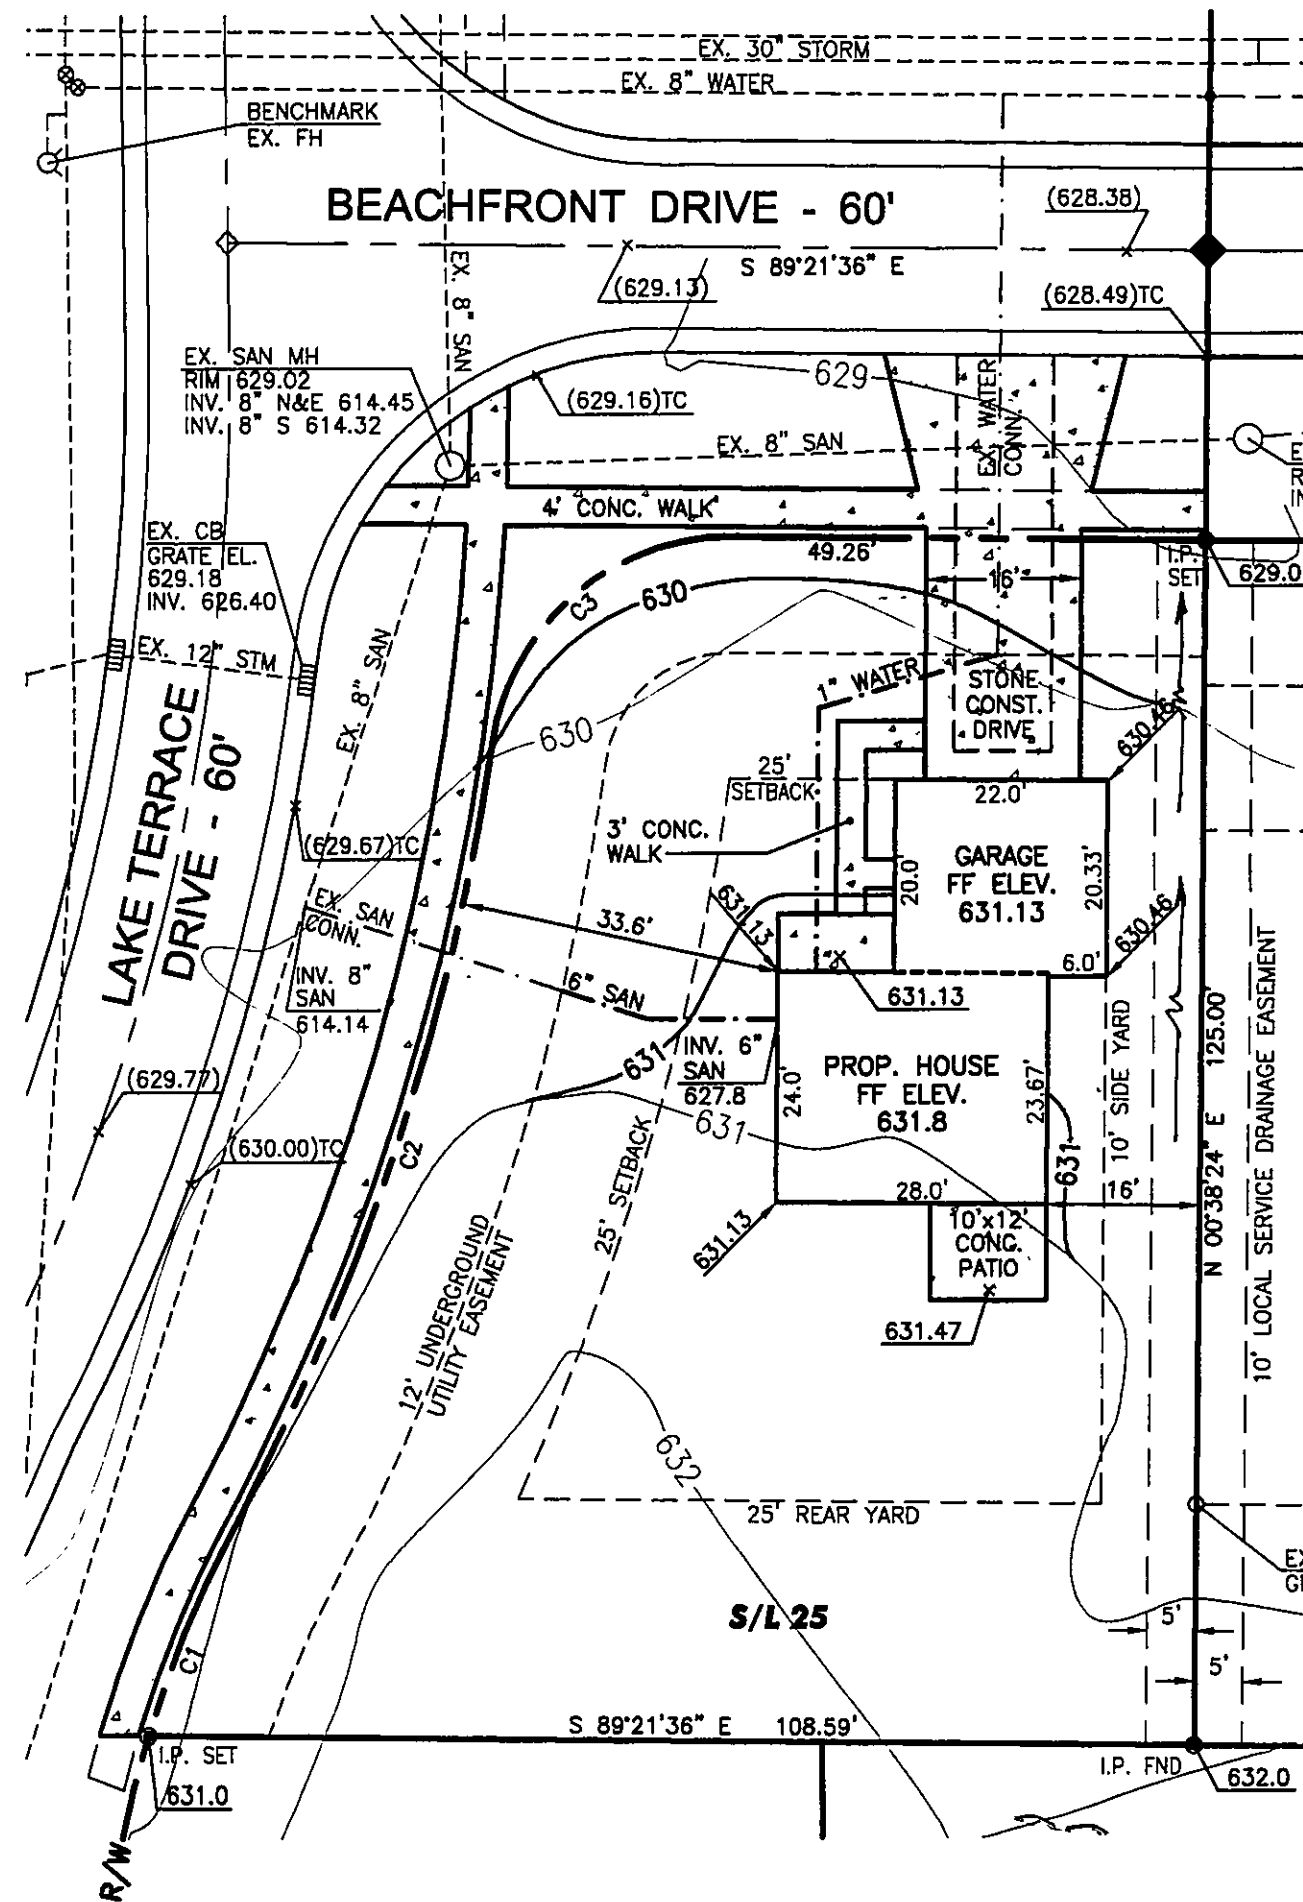 EX. 30" STORM
EX. 8" WATER
BENCHMARK
EX. FH
BEACHFRONT DRIVE - 60'
(628.38)
S 89°21'36" E
(629.13)
(628.49)TC
EX. 8" SAN
EX. SAN MH
RIM 629.02
INV. 8" N&E 614.45
INV. 8" S 614.32
(629.16)TC
629
EX. WATER
CONN.
EX. 8" SAN
4' CONC. WALK
EX. CB
GRATE EL.
629.18
INV. 626.40
49.26'
I.P.
SET
629.0
16'
C3
630
EX. 12" STM
EX. 8" SAN
1" WATER
STONE
CONST.
DRIVE
630
630.46
LAKE TERRACE
DRIVE - 60'
25'
SETBACK
22.0'
3' CONC.
WALK
(629.67)TC
GARAGE
FF ELEV.
631.13
20.0'
20.33'
631.13
630.46
EX. SAN
CONN.
33.6'
6.0'
INV. 8"
SAN
614.14
6" SAN
631.13
INV. 6"
SAN
627.8
631
PROP. HOUSE
FF ELEV.
631.8
24.0'
23.67'
(629.77)
631
(630.00)TC
C2
631
10' SIDE YARD
N 00°38'24" E 125.00'
10' LOCAL SERVICE DRAINAGE EASEMENT
28.0'
16'
25' SETBACK
631.13
10'x12'
CONC.
PATIO
12' UNDERGROUND
UTILITY EASEMENT
631.47
632
25' REAR YARD
S/L 25
5'
5'
C1
S 89°21'36" E 108.59'
I.P. SET
631.0
I.P. FND
632.0
R/W